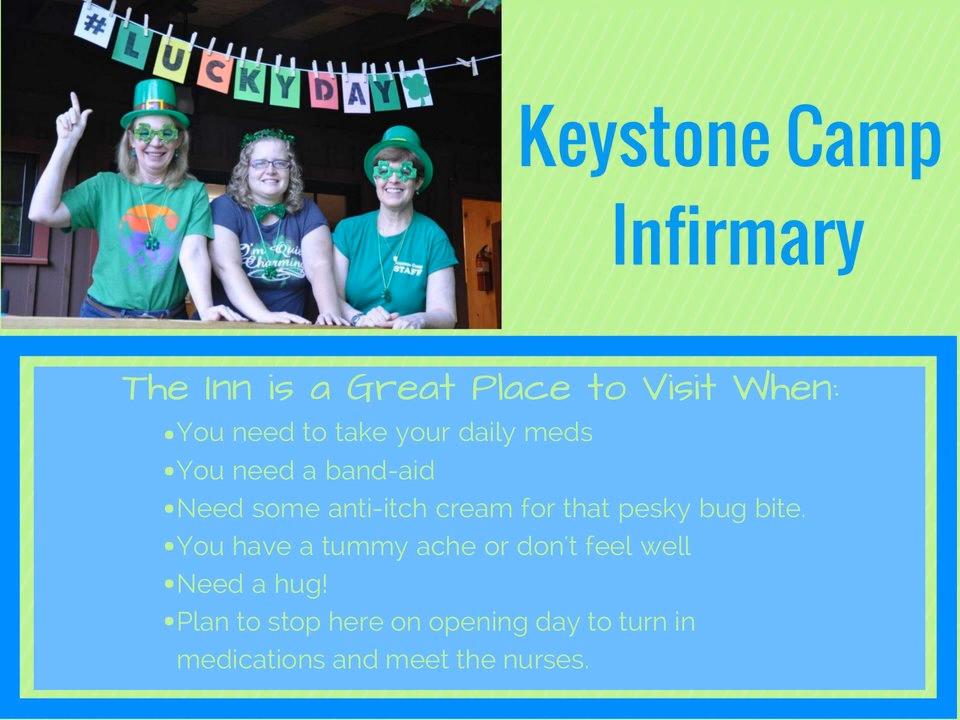 #LUCKYDAY
Keystone Camp
Infirmary
I'm Quite
Charming
STAFF
The Inn is a Great Place to Visit When:
•You need to take your daily meds
•You need a band-aid
•Need some anti-itch cream for that pesky bug bite.
•You have a tummy ache or don't feel well
•Need a hug!
•Plan to stop here on opening day to turn in
medications and meet the nurses.